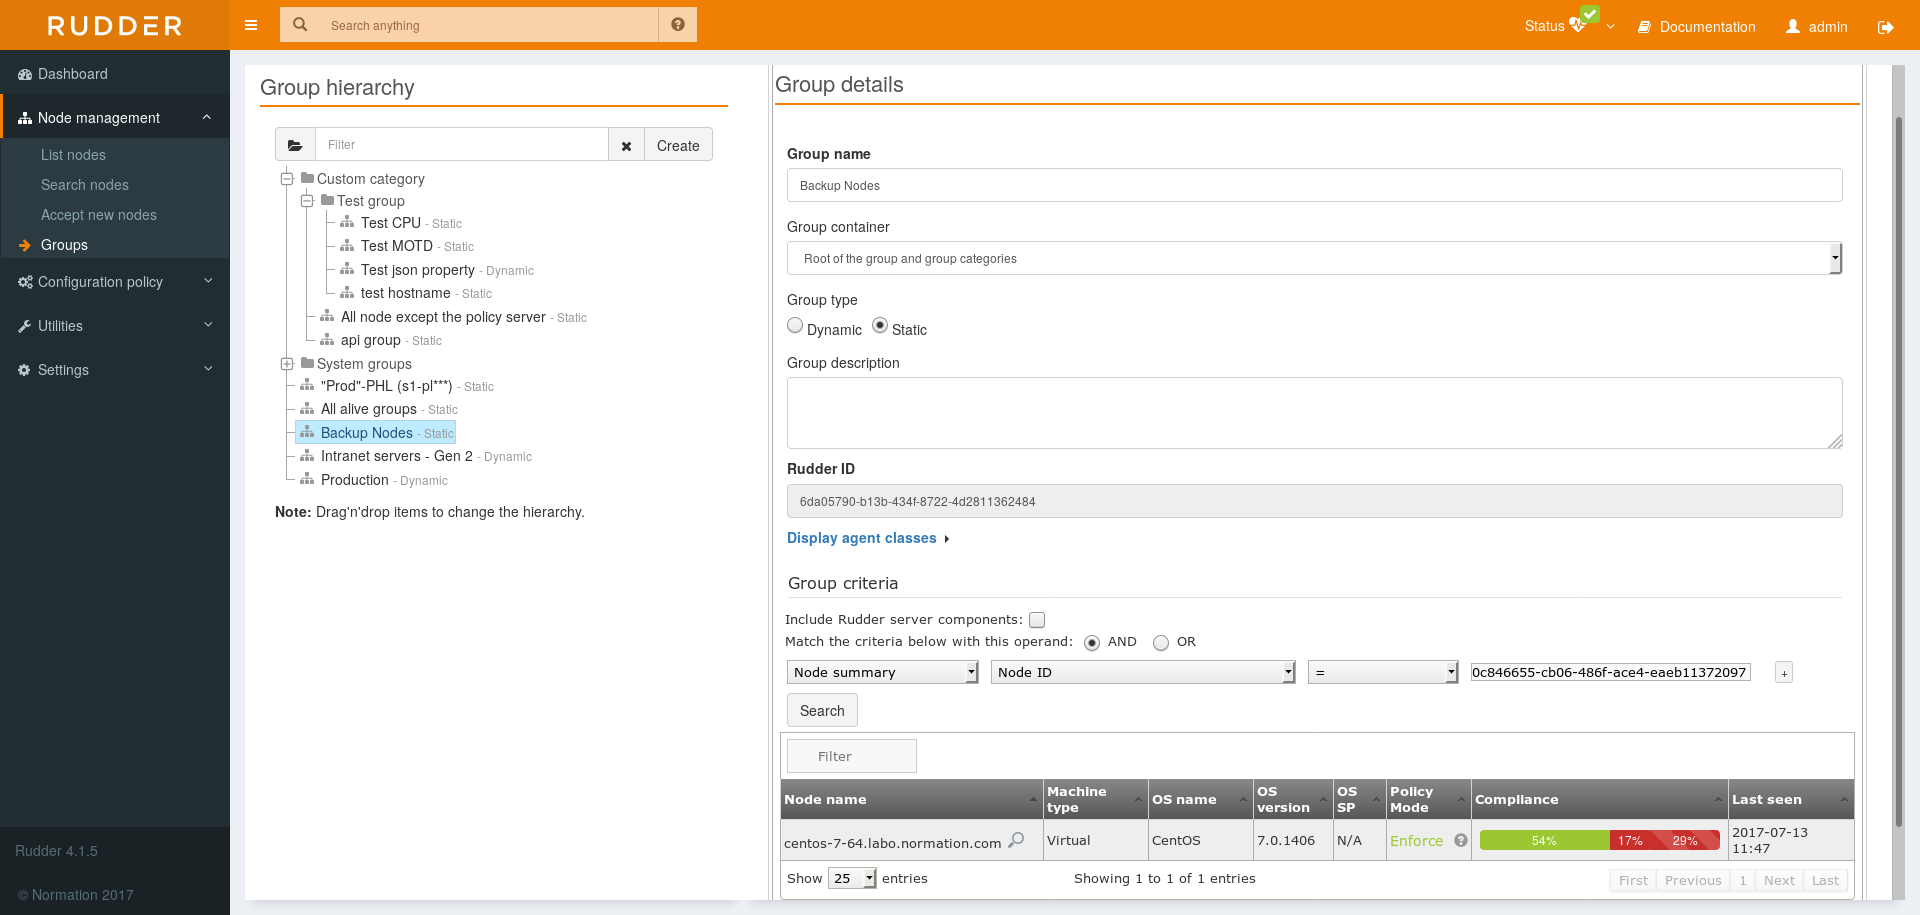 RUDDER
Search anything
Status
Documentation
admin
Dashboard
Node management
List nodes
Search nodes
Accept new nodes
Groups
Configuration policy
Utilities
Settings
Rudder 4.1.5
© Normation 2017
Group hierarchy
Filter
Create
Custom category
Test group
Test CPU - Static
Test MOTD - Static
Test json property - Dynamic
test hostname - Static
All node except the policy server - Static
api group - Static
System groups
"Prod"-PHL (s1-pl***) - Static
All alive groups - Static
Backup Nodes - Static
Intranet servers - Gen 2 - Dynamic
Production - Dynamic
Note: Drag'n'drop items to change the hierarchy.
Group details
Group name
Backup Nodes
Group container
Root of the group and group categories
Group type
Dynamic Static
Group description
Rudder ID
6da05790-b13b-434f-8722-4d2811362484
Display agent classes
Group criteria
Include Rudder server components:
Match the criteria below with this operand: AND OR
Node summary Node ID = 0c846655-cb06-486f-ace4-eaeb11372097 +
Search
Filter
Node name Machine type OS name OS version OS SP Policy Mode Compliance Last seen
centos-7-64.labo.normation.com Virtual CentOS 7.0.1406 N/A Enforce ? 54% 17% 29% 2017-07-13 11:47
Show 25 entries Showing 1 to 1 of 1 entries First Previous 1 Next Last